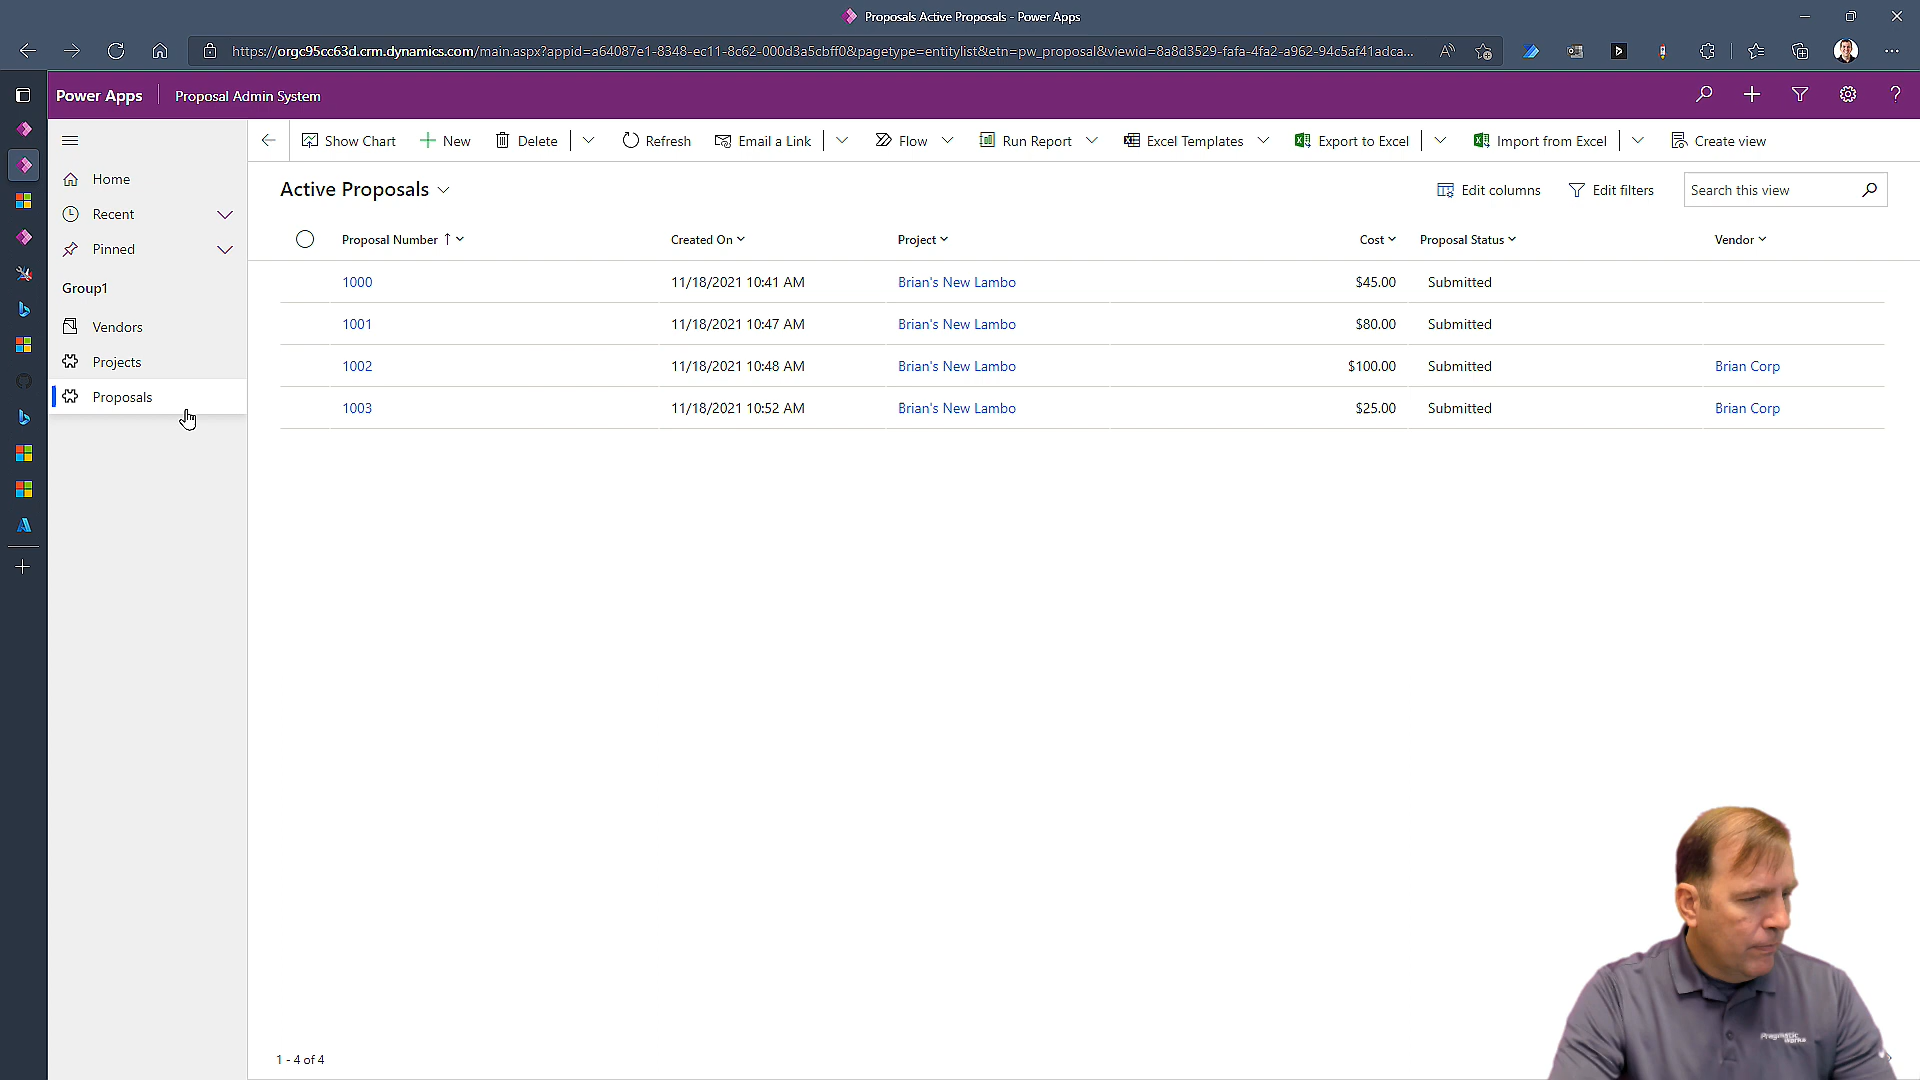 Proposals Active Proposals - Power Apps
https://orgc95cc63d.crm.dynamics.com/main.aspx?appid=a64087e1-8348-ec11-8c62-000d3a5cbff0&pagetype=entitylist&etn=pw_proposal&viewid=8a8d3529-fafa-4fa2-a962-94c5af41adca...
Power Apps Proposal Admin System
Show Chart New Delete Refresh Email a Link Flow Run Report Excel Templates Export to Excel Import from Excel Create view
Home
Recent
Pinned
Group1
Vendors
Projects
Proposals
Active Proposals Edit columns Edit filters Search this view
Proposal Number Created On Project Cost Proposal Status Vendor
1000 11/18/2021 10:41 AM Brian's New Lambo $45.00 Submitted
1001 11/18/2021 10:47 AM Brian's New Lambo $80.00 Submitted
1002 11/18/2021 10:48 AM Brian's New Lambo $100.00 Submitted Brian Corp
1003 11/18/2021 10:52 AM Brian's New Lambo $25.00 Submitted Brian Corp
1 - 4 of 4
Pragmatic
Works